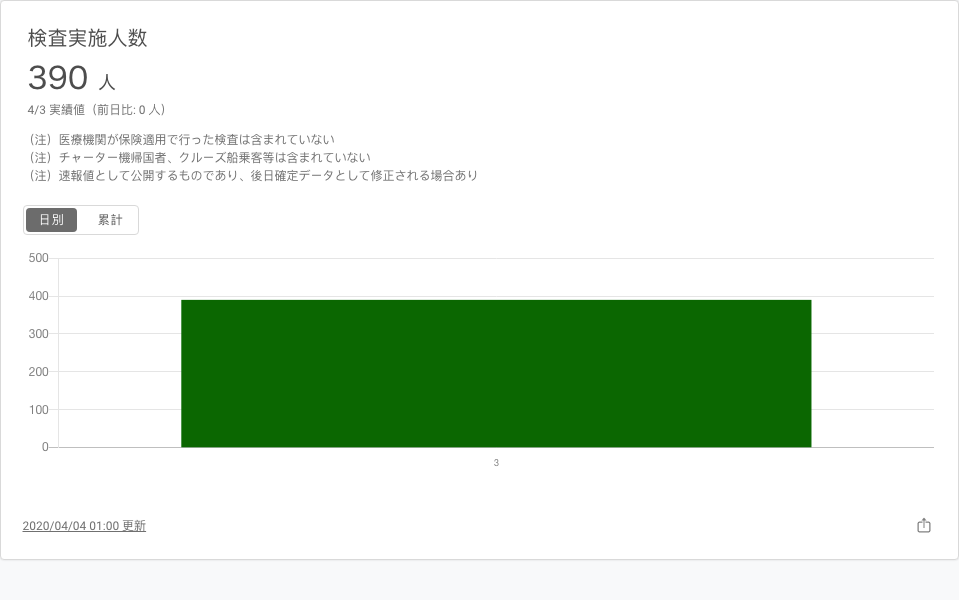 検査実施人数
390 人
4/3 実績値（前日比: 0 人）
（注）医療機関が保険適用で行った検査は含まれていない
（注）チャーター機帰国者、クルーズ船乗客等は含まれていない
（注）速報値として公開するものであり、後日確定データとして修正される場合あり
日別 累計
500
400
300
200
100
0
3
2020/04/04 01:00 更新